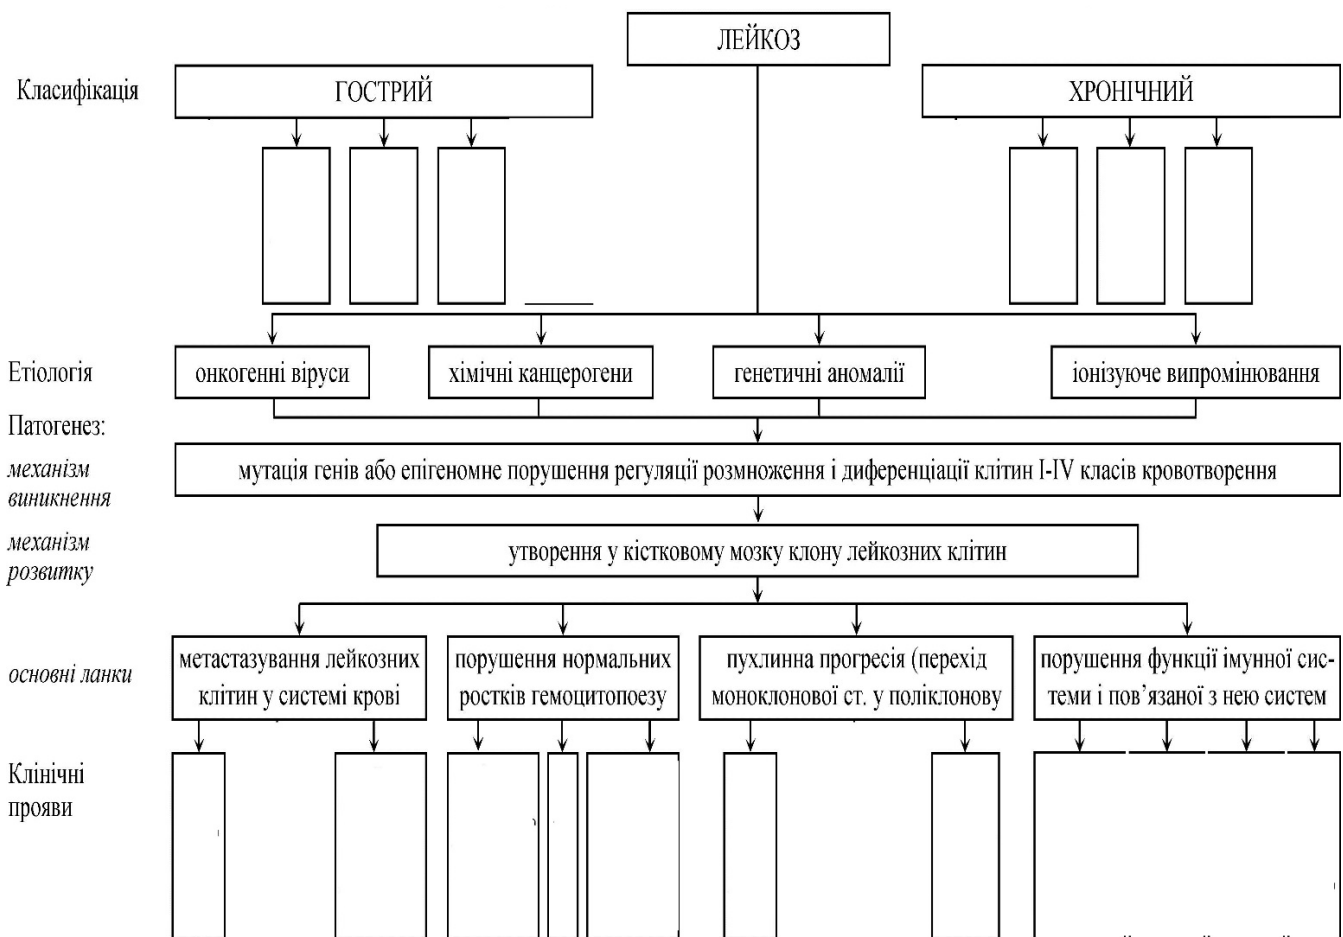 ЛЕЙКОЗ
Класифікація
ГОСТРИЙ
ХРОНІЧНИЙ
Етіологія
онкогенні віруси
хімічні канцерогени
генетичні аномалії
іонізуюче випромінювання
Патогенез:
механізм
виникнення
мутація генів або епігеномне порушення регуляції розмноження і диференціації клітин I-IV класів кровотворення
механізм
розвитку
утворення у кістковому мозку клону лейкозних клітин
основні ланки
метастазування лейкозних
клітин у системі крові
порушення нормальних
ростків гемоцитопоезу
пухлинна прогресія (перехід
моноклонової ст. у поліклонову
порушення функції імунної сис-
теми і пов’язаної з нею систем
Клінічні
прояви